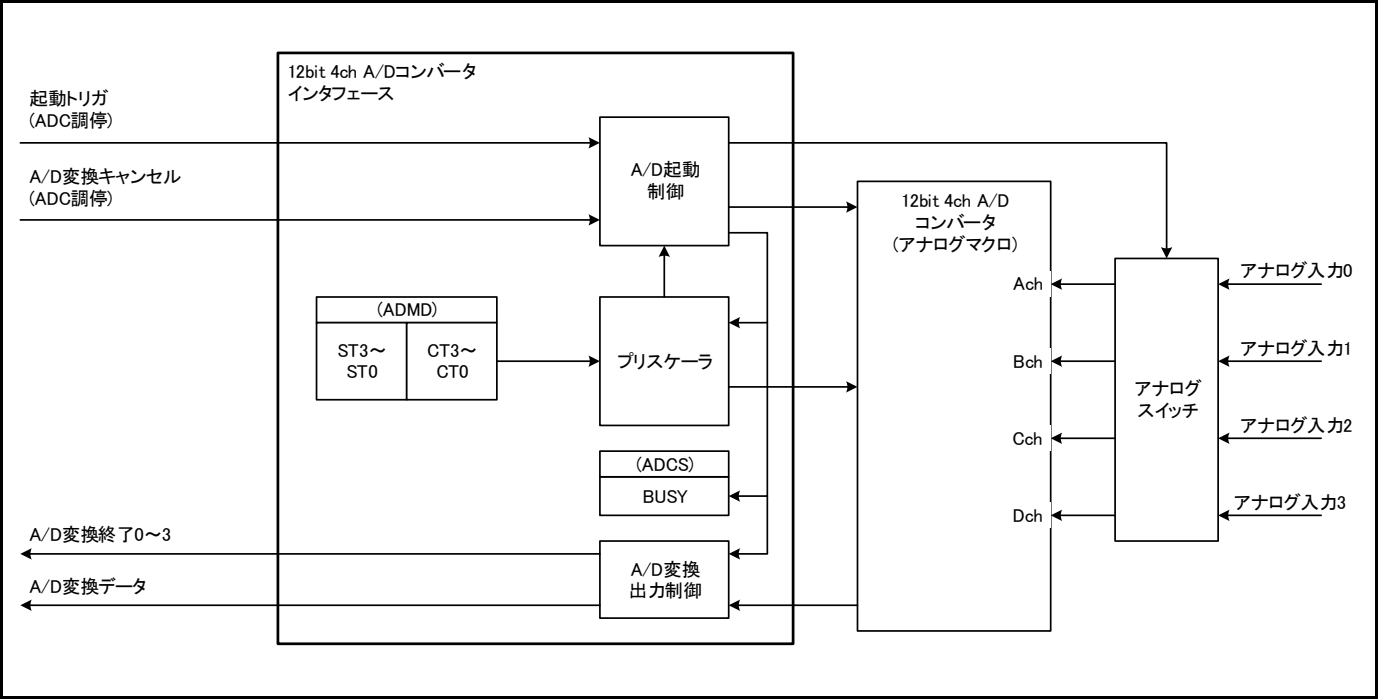 12bit 4ch A/Dコンバータ
インタフェース
起動トリガ
(ADC調停)
A/D変換キャンセル
(ADC調停)
A/D起動
制御
12bit 4ch A/D
コンバータ
(アナログマクロ)
(ADMD)
ST3～
ST0
CT3～
CT0
プリスケーラ
(ADCS)
BUSY
A/D変換
出力制御
A/D変換終了0～3
A/D変換データ
Ach
Bch
Cch
Dch
アナログ
スイッチ
アナログ入力0
アナログ入力1
アナログ入力2
アナログ入力3